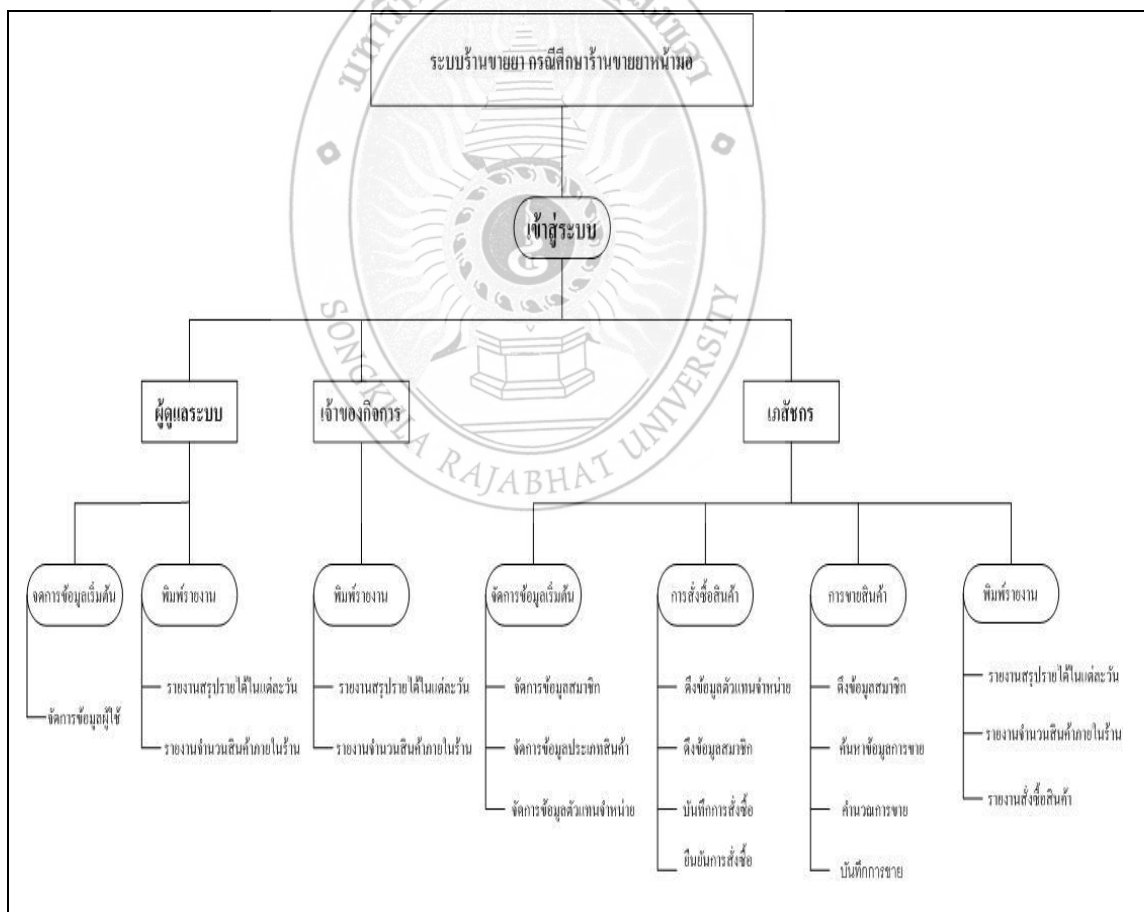 ระบบร้านขายยา กรณีศึกษาร้านขายยาหน้ามอ
เข้าสู่ระบบ
SONGKHLA RAJABHAT UNIVERSITY
ผู้ดูแลระบบ
เจ้าของกิจการ
เภสัชกร
จัดการข้อมูลเริ่มต้น
พิมพ์รายงาน
พิมพ์รายงาน
จัดการข้อมูลเริ่มต้น
การสั่งซื้อสินค้า
การขายสินค้า
พิมพ์รายงาน
จัดการข้อมูลผู้ใช้
รายงานสรุปรายได้ในแต่ละวัน
รายงานจำนวนสินค้าภายในร้าน
รายงานสรุปรายได้ในแต่ละวัน
รายงานจำนวนสินค้าภายในร้าน
จัดการข้อมูลสมาชิก
จัดการข้อมูลประเภทสินค้า
จัดการข้อมูลตัวแทนจำหน่าย
ดึงข้อมูลตัวแทนจำหน่าย
ดึงข้อมูลสมาชิก
บันทึกการสั่งซื้อ
ยืนยันการสั่งซื้อ
ดึงข้อมูลสมาชิก
ค้นหาข้อมูลการขาย
คำนวณการขาย
บันทึกการขาย
รายงานสรุปรายได้ในแต่ละวัน
รายงานจำนวนสินค้าภายในร้าน
รายงานสั่งซื้อสินค้า